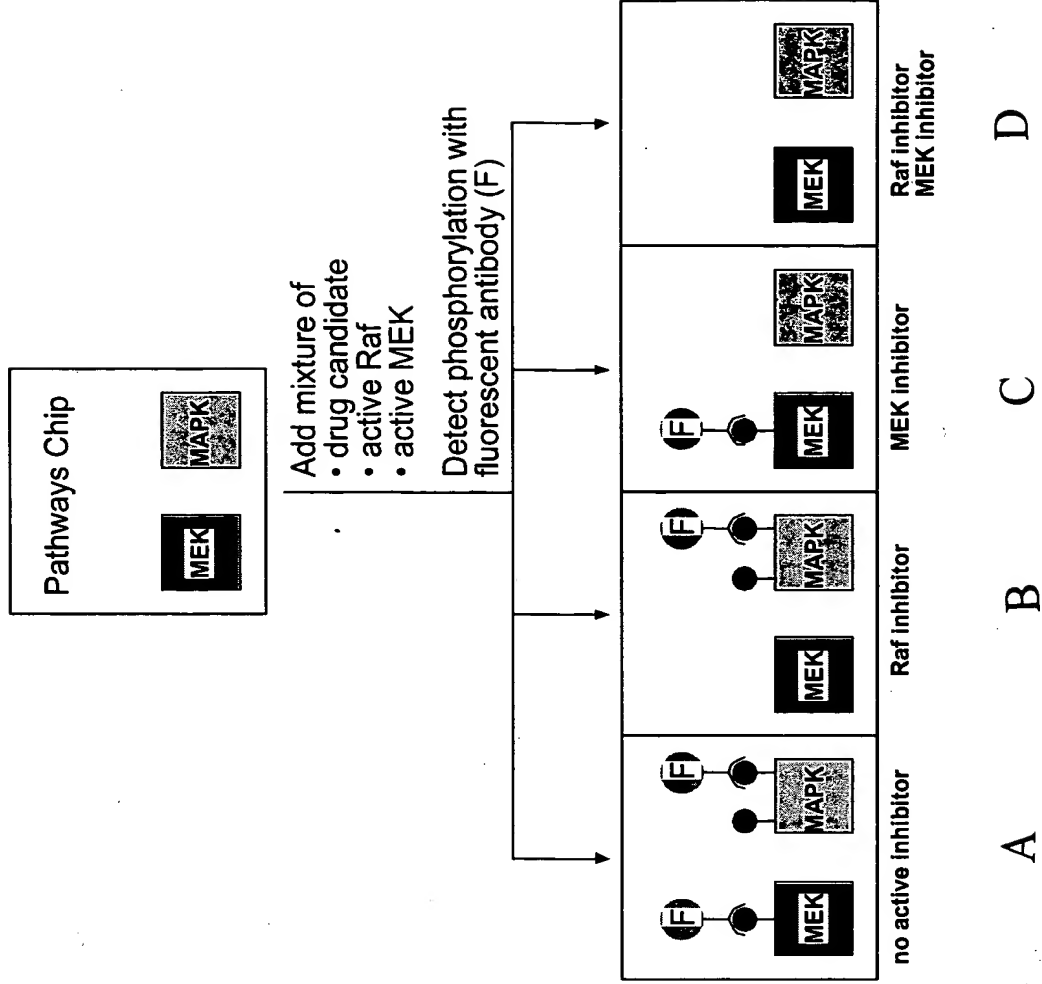 Pathways Chip
MEK
MAPK
Add mixture of
• drug candidate
• active Raf
• active MEK
Detect phosphorylation with
fluorescent antibody (F)
F
MEK
F
MAPK
no active inhibitor
MEK
F
MAPK
Raf inhibitor
F
MEK
MAPK
MEK inhibitor
MEK
MAPK
Raf inhibitor
MEK inhibitor
A
B
C
D